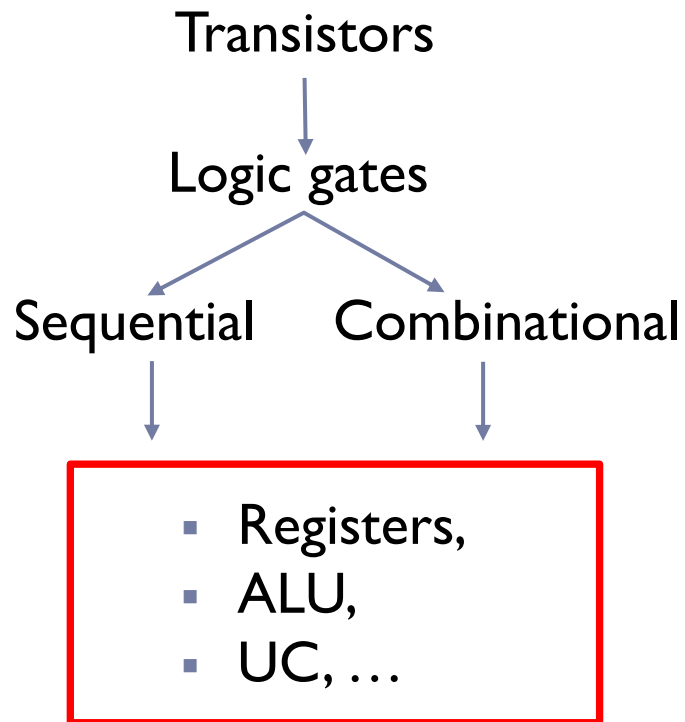 Transistors
Logic gates
Sequential Combinational
▪ Registers,
▪ ALU,
▪ UC, …